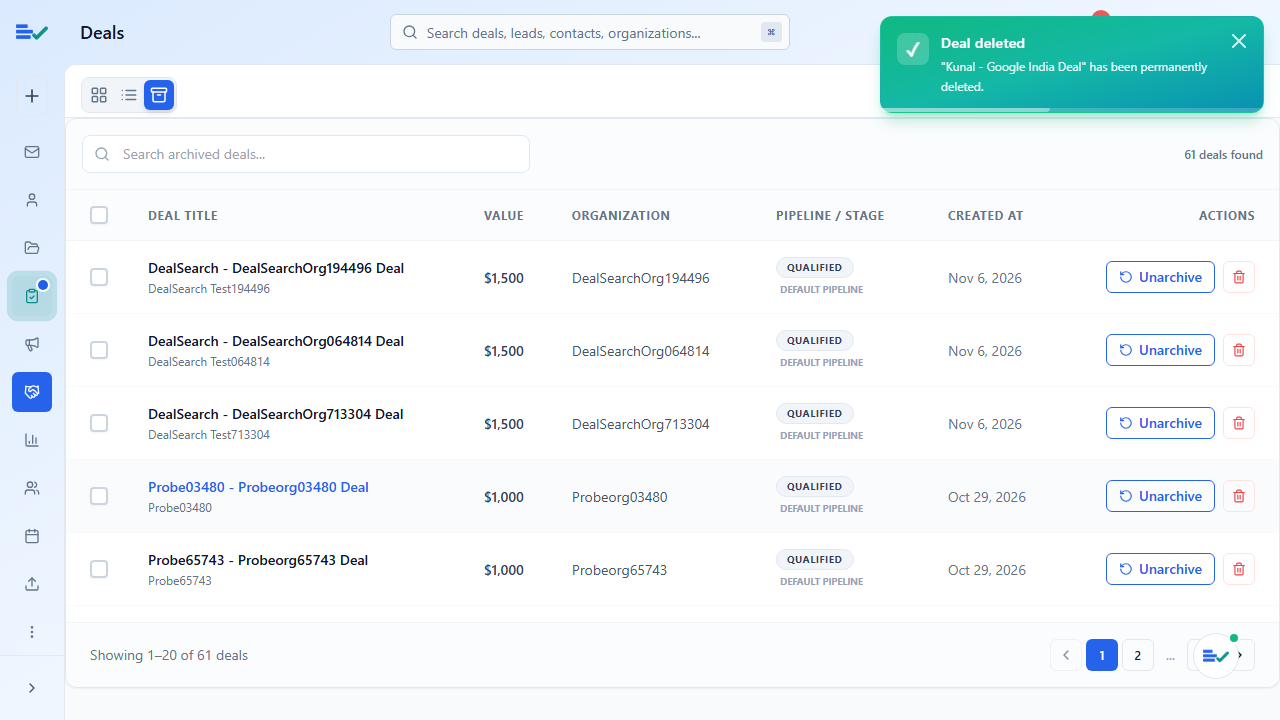 Deals
Search deals, leads, contacts, organizations...
⌘
Deal deleted
"Kunal - Google India Deal" has been permanently
deleted.
Search archived deals...
61 deals found
DEAL TITLE VALUE ORGANIZATION PIPELINE / STAGE CREATED AT ACTIONS
DealSearch - DealSearchOrg194496 Deal
DealSearch Test194496
$1,500
DealSearchOrg194496
QUALIFIED
DEFAULT PIPELINE
Nov 6, 2026
Unarchive
DealSearch - DealSearchOrg064814 Deal
DealSearch Test064814
$1,500
DealSearchOrg064814
QUALIFIED
DEFAULT PIPELINE
Nov 6, 2026
Unarchive
DealSearch - DealSearchOrg713304 Deal
DealSearch Test713304
$1,500
DealSearchOrg713304
QUALIFIED
DEFAULT PIPELINE
Nov 6, 2026
Unarchive
Probe03480 - Probeorg03480 Deal
Probe03480
$1,000
Probeorg03480
QUALIFIED
DEFAULT PIPELINE
Oct 29, 2026
Unarchive
Probe65743 - Probeorg65743 Deal
Probe65743
$1,000
Probeorg65743
QUALIFIED
DEFAULT PIPELINE
Oct 29, 2026
Unarchive
Showing 1–20 of 61 deals
1 2 ...